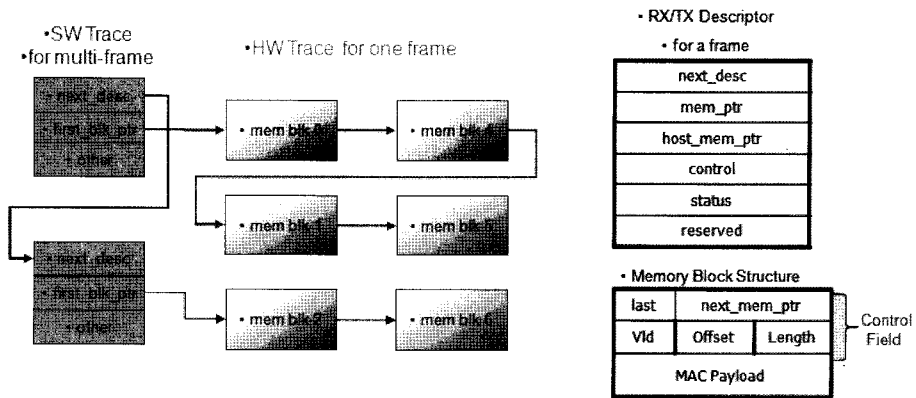 •SW Trace
•for multi-frame
•HW Trace for one frame
• next_desc
• first_blk_ptr
• other
• mem blk
• mem blk
• mem blk
• mem blk
• next_desc
• first_blk_ptr
• other
• mem blk
• mem blk
• RX/TX Descriptor
• for a frame
next_desc
mem_ptr
host_mem_ptr
control
status
reserved
• Memory Block Structure
last
next_mem_ptr
Vld
Offset
Length
MAC Payload
Control
Field